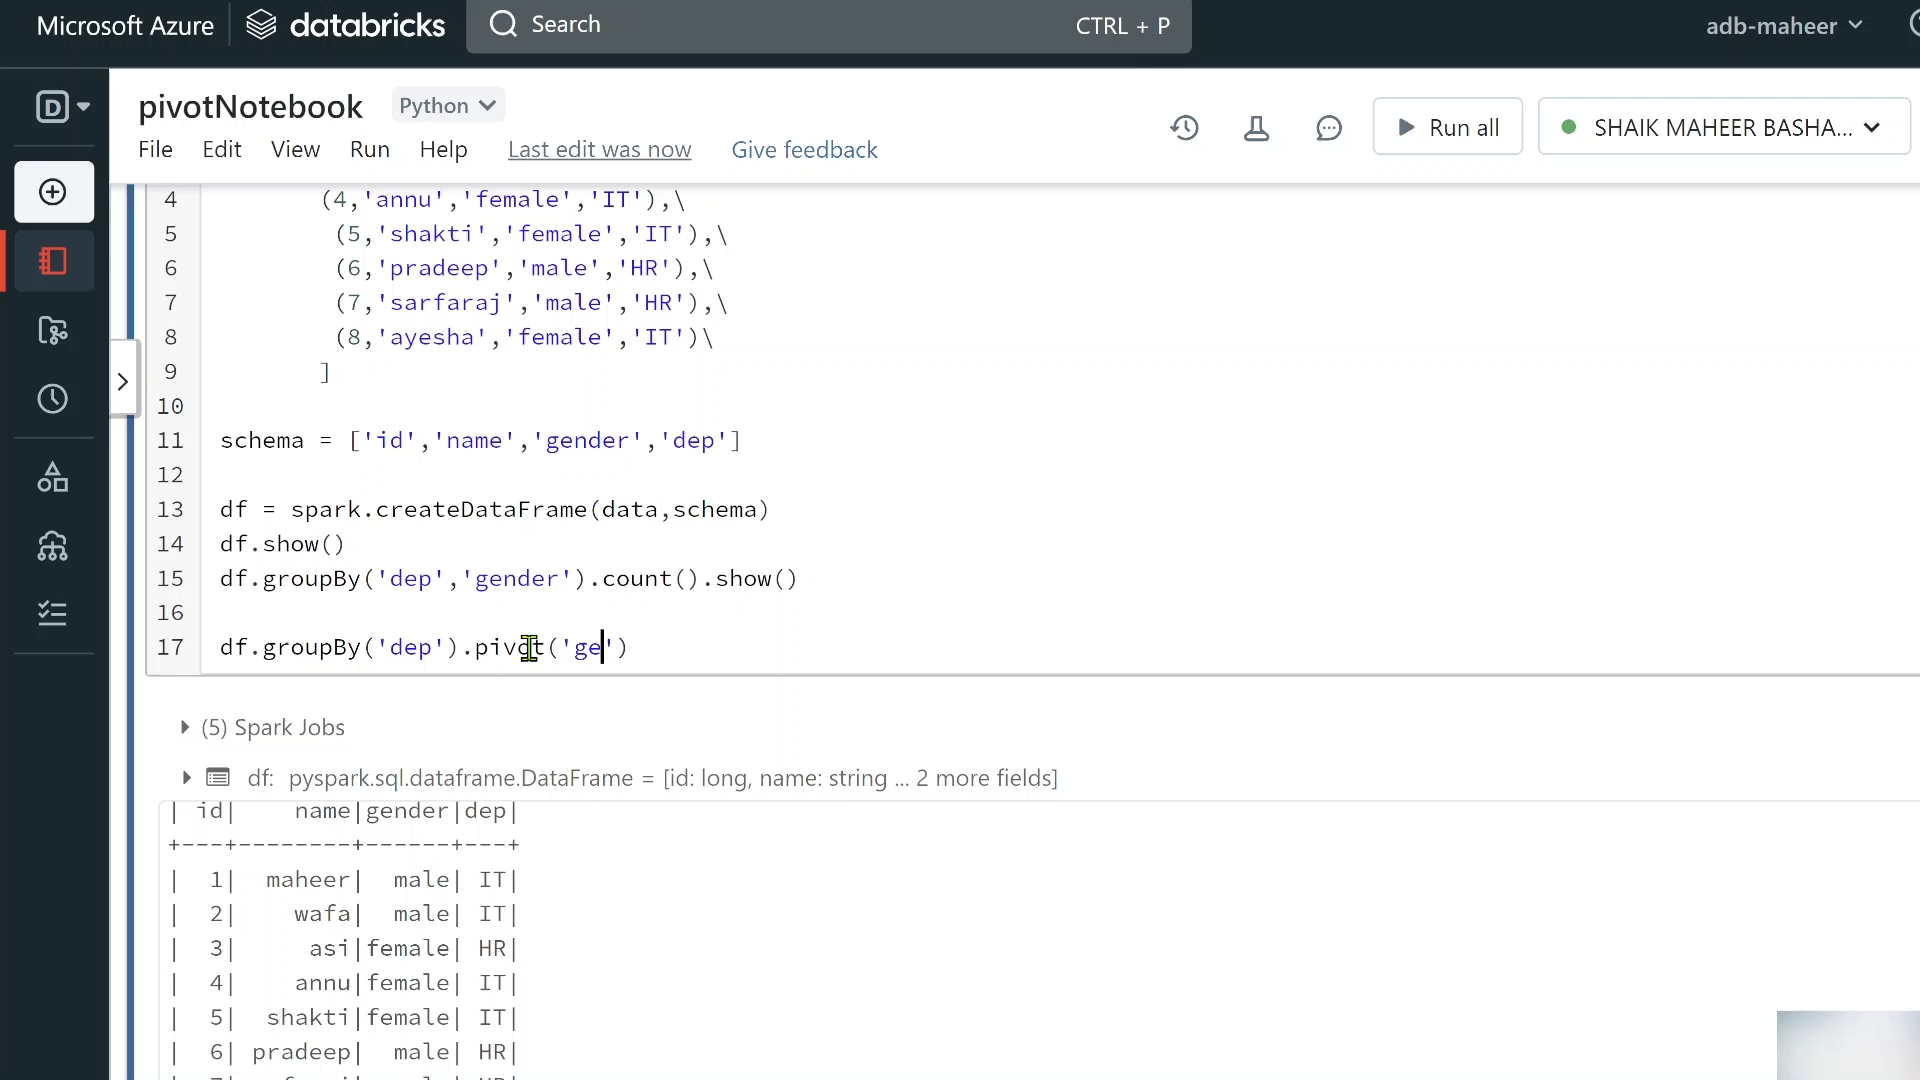 Microsoft Azure databricks Search CTRL + P adb-maheer
pivotNotebook Python
File Edit View Run Help Last edit was now Give feedback
Run all SHAIK MAHEER BASHA...
4 (4,'annu','female','IT'),\
5 (5,'shakti','female','IT'),\
6 (6,'pradeep','male','HR'),\
7 (7,'sarfaraj','male','HR'),\
8 (8,'ayesha','female','IT')\
9 ]
10
11 schema = ['id','name','gender','dep']
12
13 df = spark.createDataFrame(data,schema)
14 df.show()
15 df.groupBy('dep','gender').count().show()
16
17 df.groupBy('dep').pivot('ge')
(5) Spark Jobs
df: pyspark.sql.dataframe.DataFrame = [id: long, name: string ... 2 more fields]
| id| name|gender|dep|
+---+--------+------+---+
| 1| maheer| male| IT|
| 2| wafa| male| IT|
| 3| asi|female| HR|
| 4| annu|female| IT|
| 5| shakti|female| IT|
| 6| pradeep| male| HR|